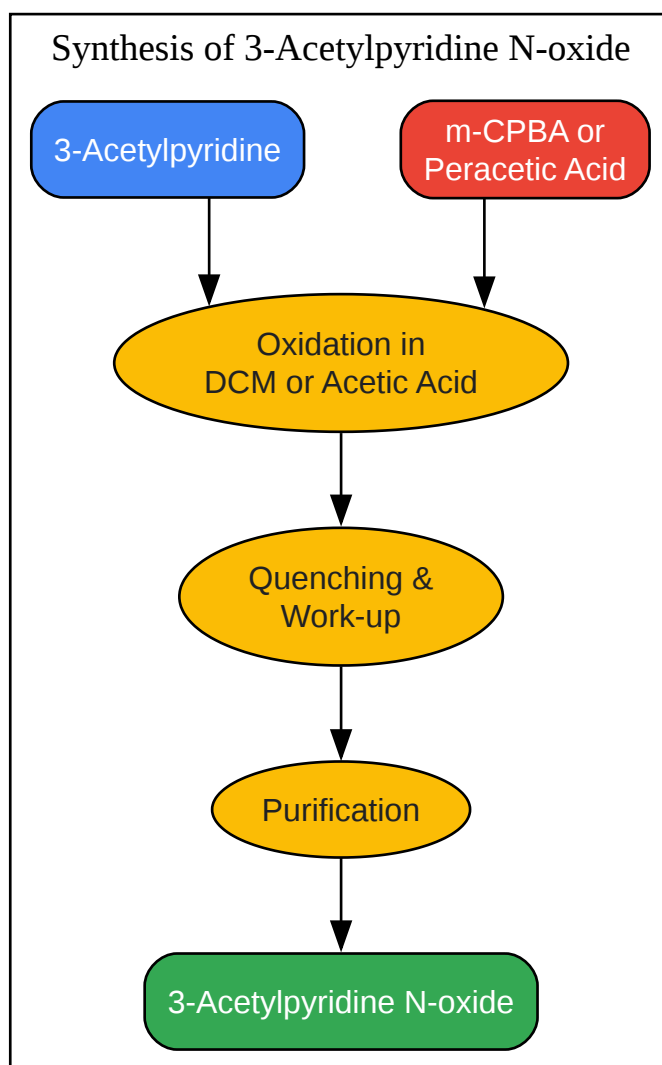 Synthesis of 3-Acetylpyridine N-oxide
3-Acetylpyridine
m-CPBA or
Peracetic Acid
Oxidation in
DCM or Acetic Acid
Quenching &
Work-up
Purification
3-Acetylpyridine N-oxide